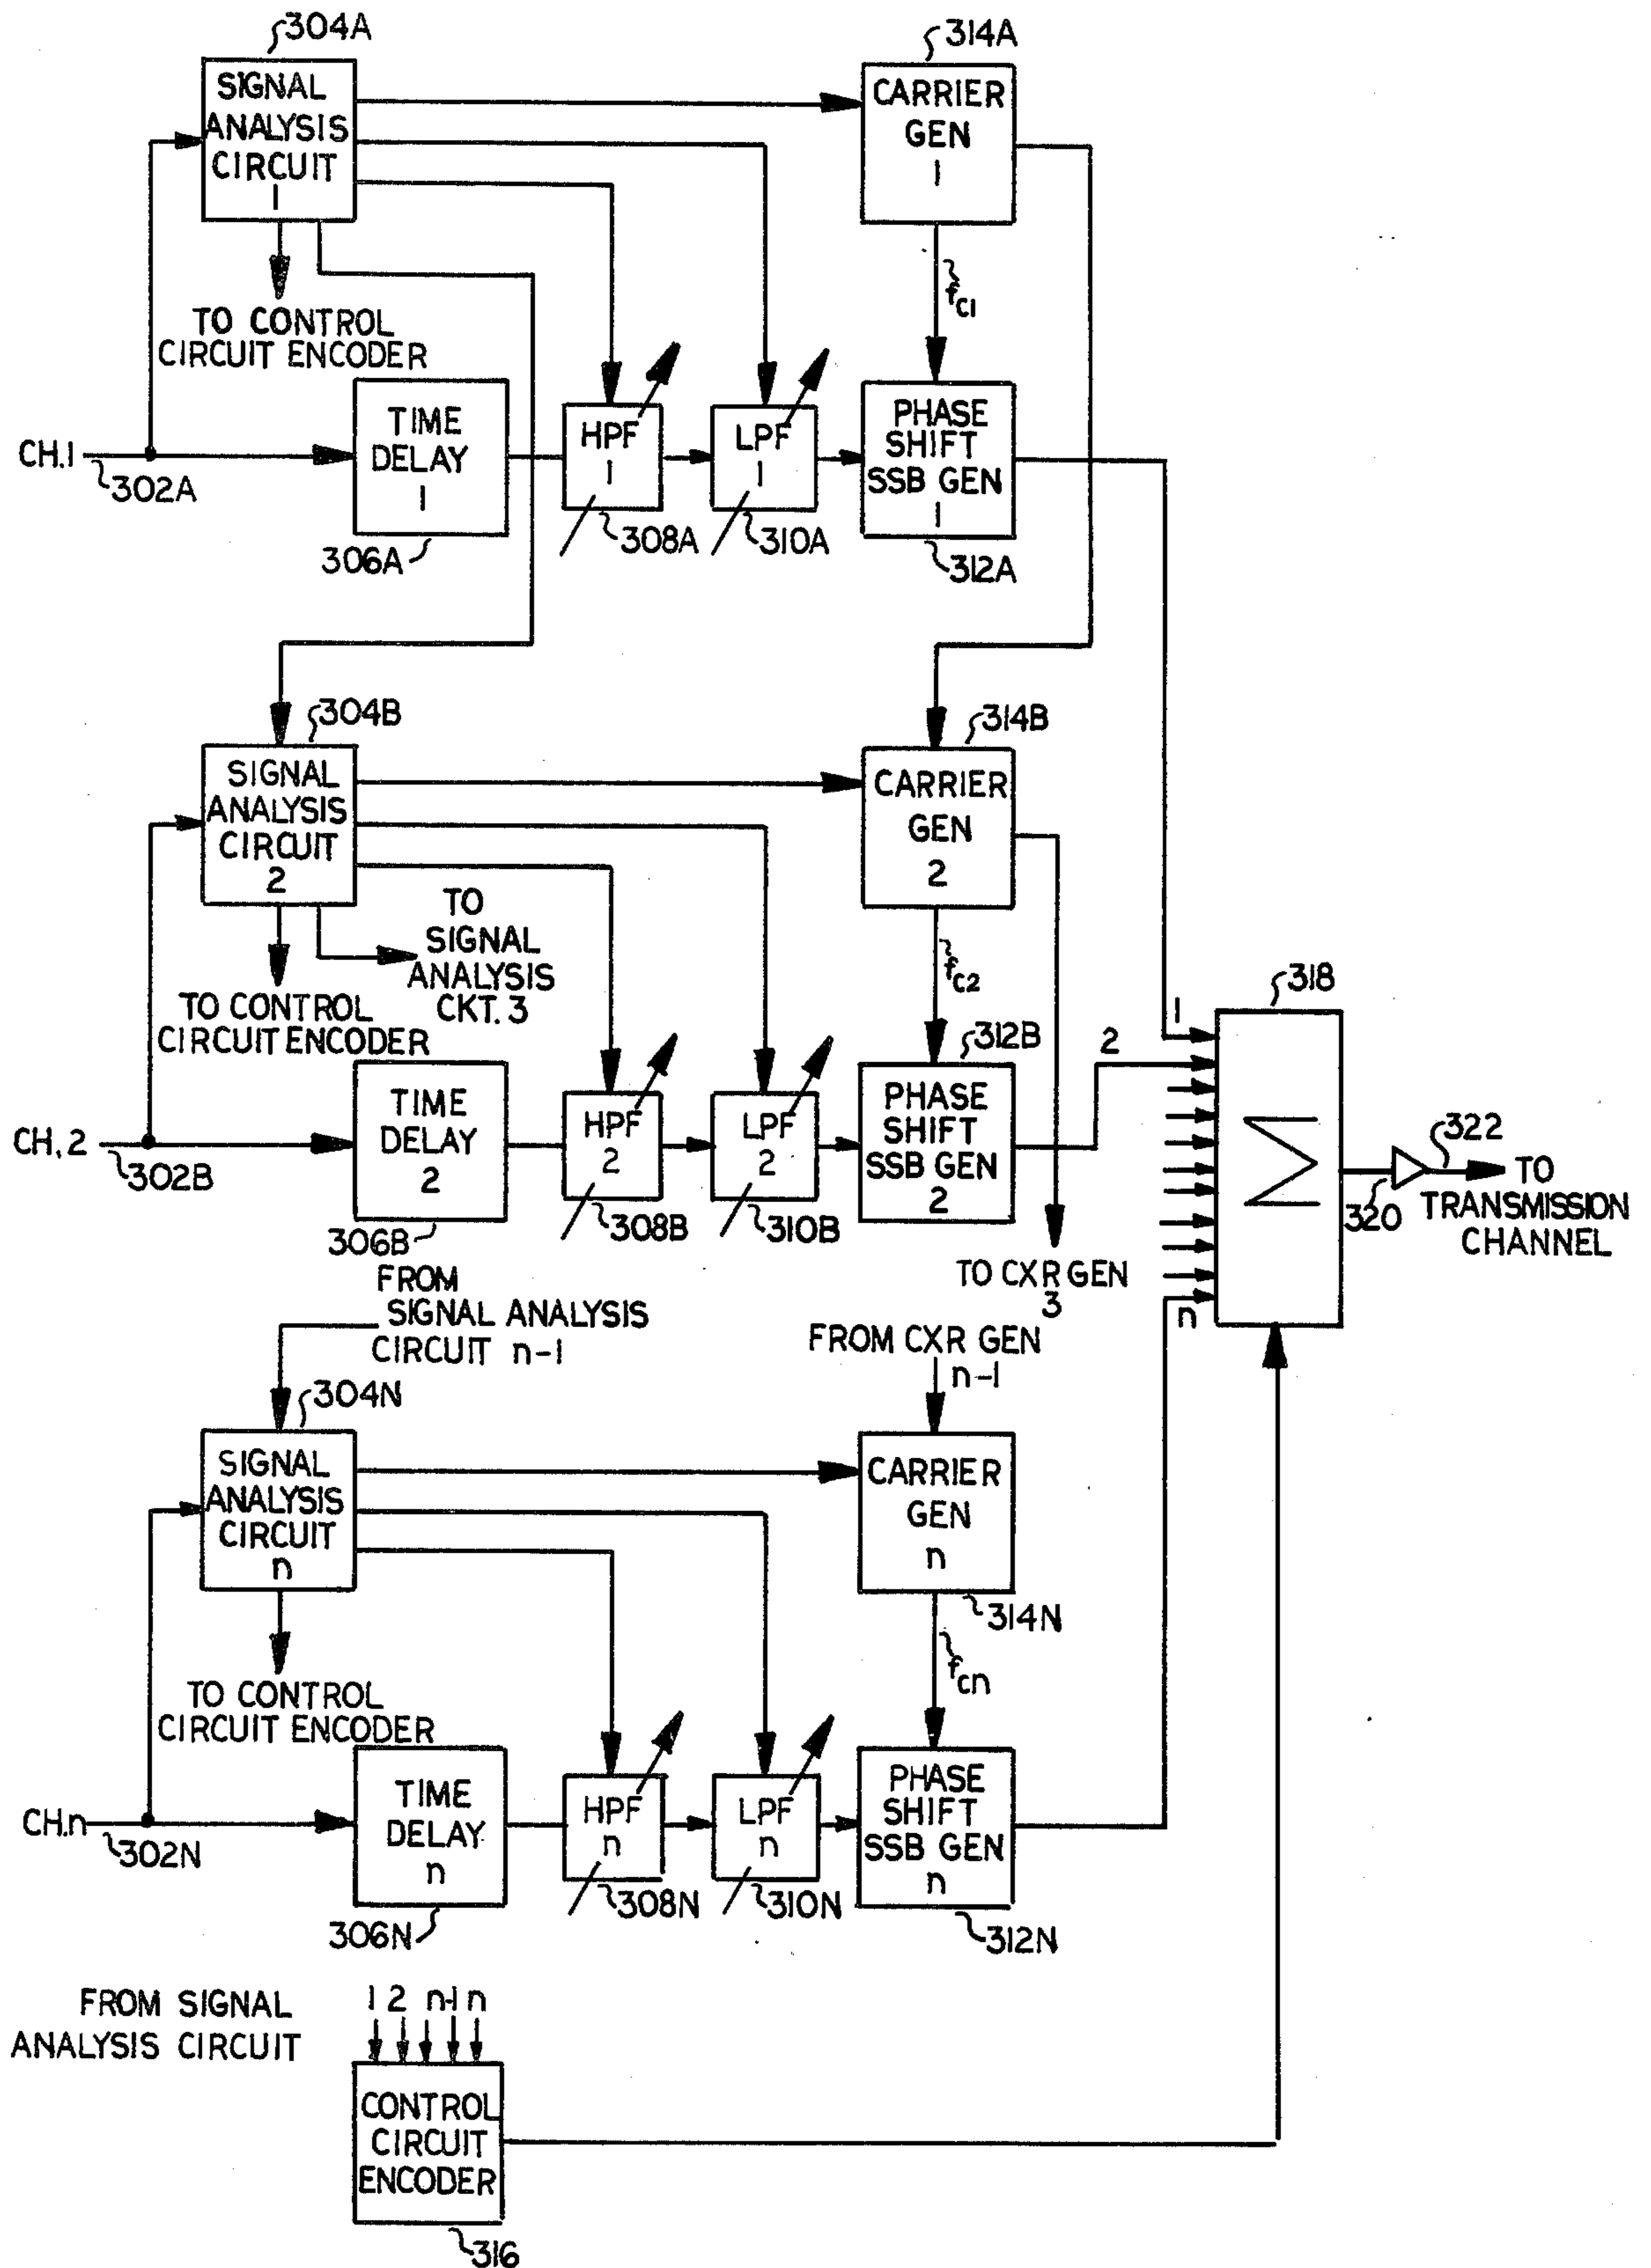 304A
SIGNAL
ANALYSIS
CIRCUIT
1
314A
CARRIER
GEN
1
TO CONTROL
CIRCUIT ENCODER
fc1
CH.1
302A
TIME
DELAY
1
306A
HPF
1
308A
LPF
1
310A
PHASE
SHIFT
SSB GEN
1
312A
304B
SIGNAL
ANALYSIS
CIRCUIT
2
314B
CARRIER
GEN
2
TO
SIGNAL
ANALYSIS
CKT. 3
TO CONTROL
CIRCUIT ENCODER
fc2
CH. 2
302B
TIME
DELAY
2
306B
HPF
2
308B
LPF
2
310B
312B
PHASE
SHIFT
SSB GEN
2
TO CXR GEN
3
1
2
n
318
Σ
320
322
TO
TRANSMISSION
CHANNEL
FROM
SIGNAL ANALYSIS
CIRCUIT n-1
FROM CXR GEN
n-1
304N
SIGNAL
ANALYSIS
CIRCUIT
n
CARRIER
GEN
n
314N
TO CONTROL
CIRCUIT ENCODER
fcn
CH.n
302N
TIME
DELAY
n
306N
HPF
n
308N
LPF
n
310N
PHASE
SHIFT
SSB GEN
n
312N
FROM SIGNAL
ANALYSIS CIRCUIT
1 2 n-1 n
CONTROL
CIRCUIT
ENCODER
316